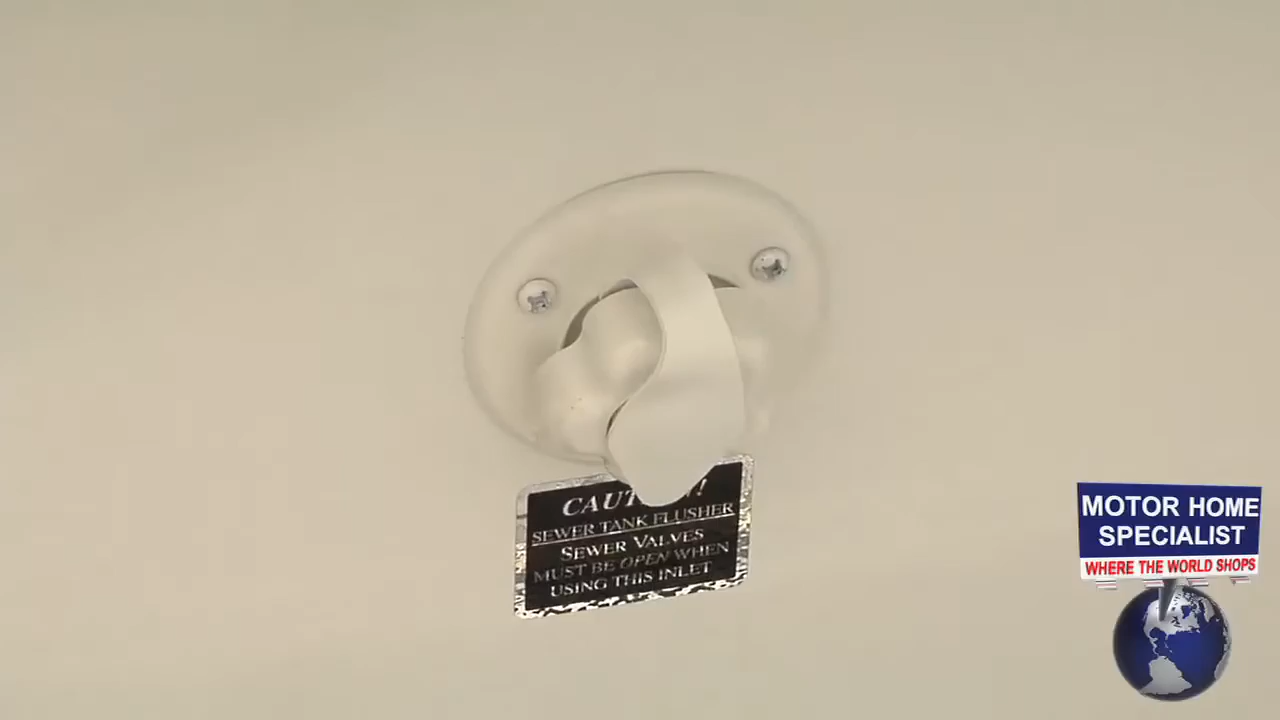 CAUTION!
SEWER TANK FLUSHER
SEWER VALVES
MUST BE OPEN WHEN
USING THIS INLET
MOTOR HOME
SPECIALIST
WHERE THE WORLD SHOPS